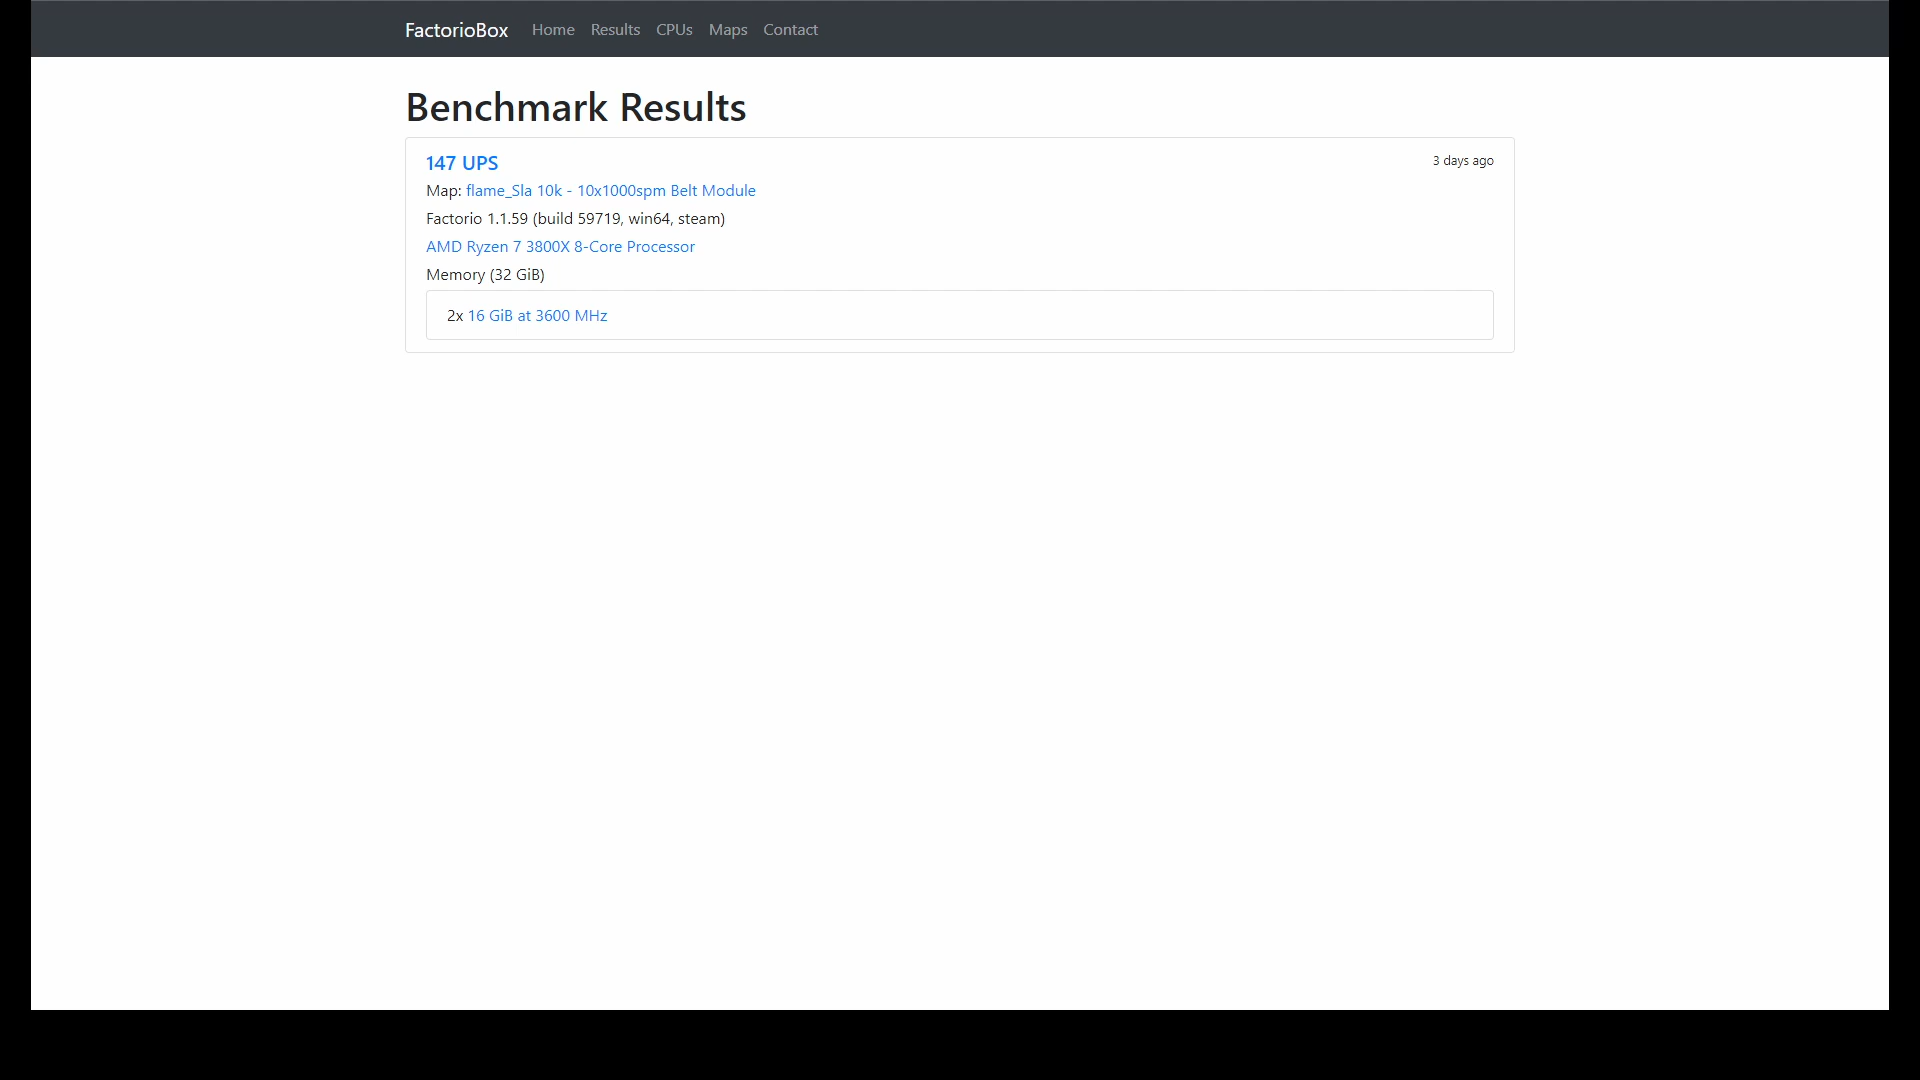 FactorioBox Home Results CPUs Maps Contact
Benchmark Results
147 UPS 3 days ago
Map: flame_Sla 10k - 10x1000spm Belt Module
Factorio 1.1.59 (build 59719, win64, steam)
AMD Ryzen 7 3800X 8-Core Processor
Memory (32 GiB)
2x 16 GiB at 3600 MHz